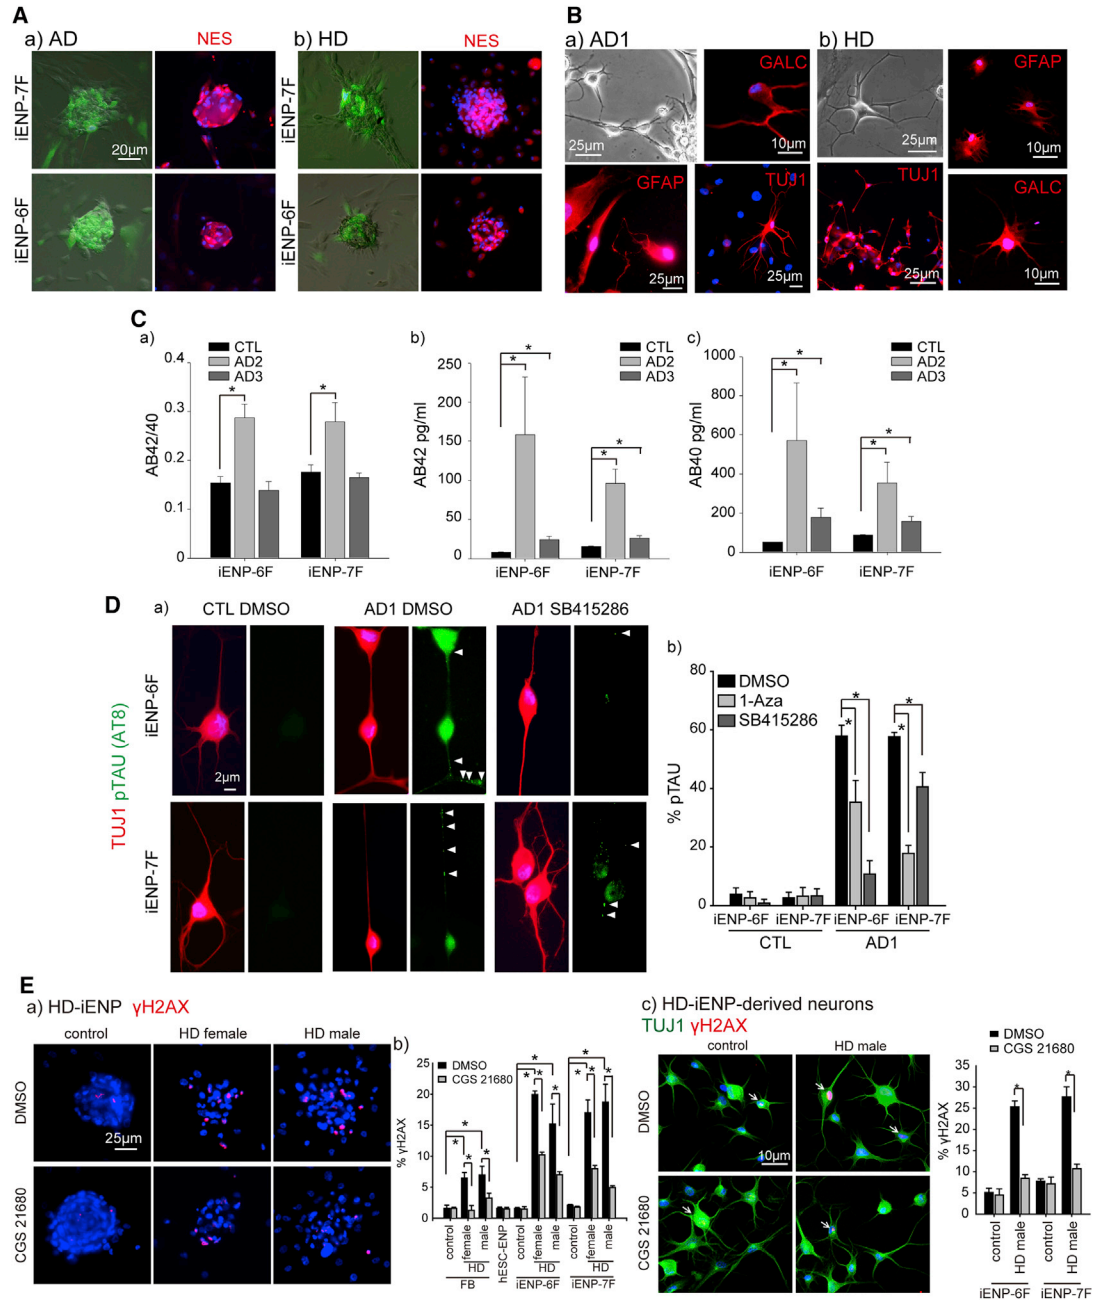 A
a) AD
NES
b) HD
NES
iENP-7F
20µm
iENP-6F
B
a) AD1
b) HD
25µm
GALC
10µm
25µm
GFAP
10µm
GFAP
25µm
TUJ1
25µm
TUJ1
25µm
GALC
10µm
C
a)
CTL
AD2
AD3
AB42/40
0.4
0.3
0.2
0.1
0
*
*
iENP-6F
iENP-7F
b)
CTL
AD2
AD3
AB42 pg/ml
250
200
150
100
50
0
*
*
*
*
iENP-6F
iENP-7F
c)
CTL
AD2
AD3
AB40 pg/ml
1000
800
600
400
200
0
*
*
*
*
iENP-6F
iENP-7F
D
a)
CTL DMSO
AD1 DMSO
AD1 SB415286
TUJ1 pTAU (AT8)
iENP-6F
2µm
iENP-7F
b)
DMSO
1-Aza
SB415286
% pTAU
80
60
40
20
0
*
*
*
*
iENP-6F
iENP-7F
iENP-6F
iENP-7F
CTL
AD1
E
a) HD-iENP γH2AX
control
HD female
HD male
DMSO
25µm
CGS 21680
b)
DMSO
CGS 21680
% γH2AX
25
20
15
10
5
0
*
*
*
*
*
*
*
*
*
*
*
*
control
female
male
HD
FB
hESC-ENP
control
female
male
HD
iENP-6F
control
female
male
HD
iENP-7F
c) HD-iENP-derived neurons
TUJ1 γH2AX
control
HD male
DMSO
10µm
CGS 21680
DMSO
CGS 21680
% γH2AX
35
30
25
20
15
10
5
0
*
*
control
HD male
control
HD male
iENP-6F
iENP-7F